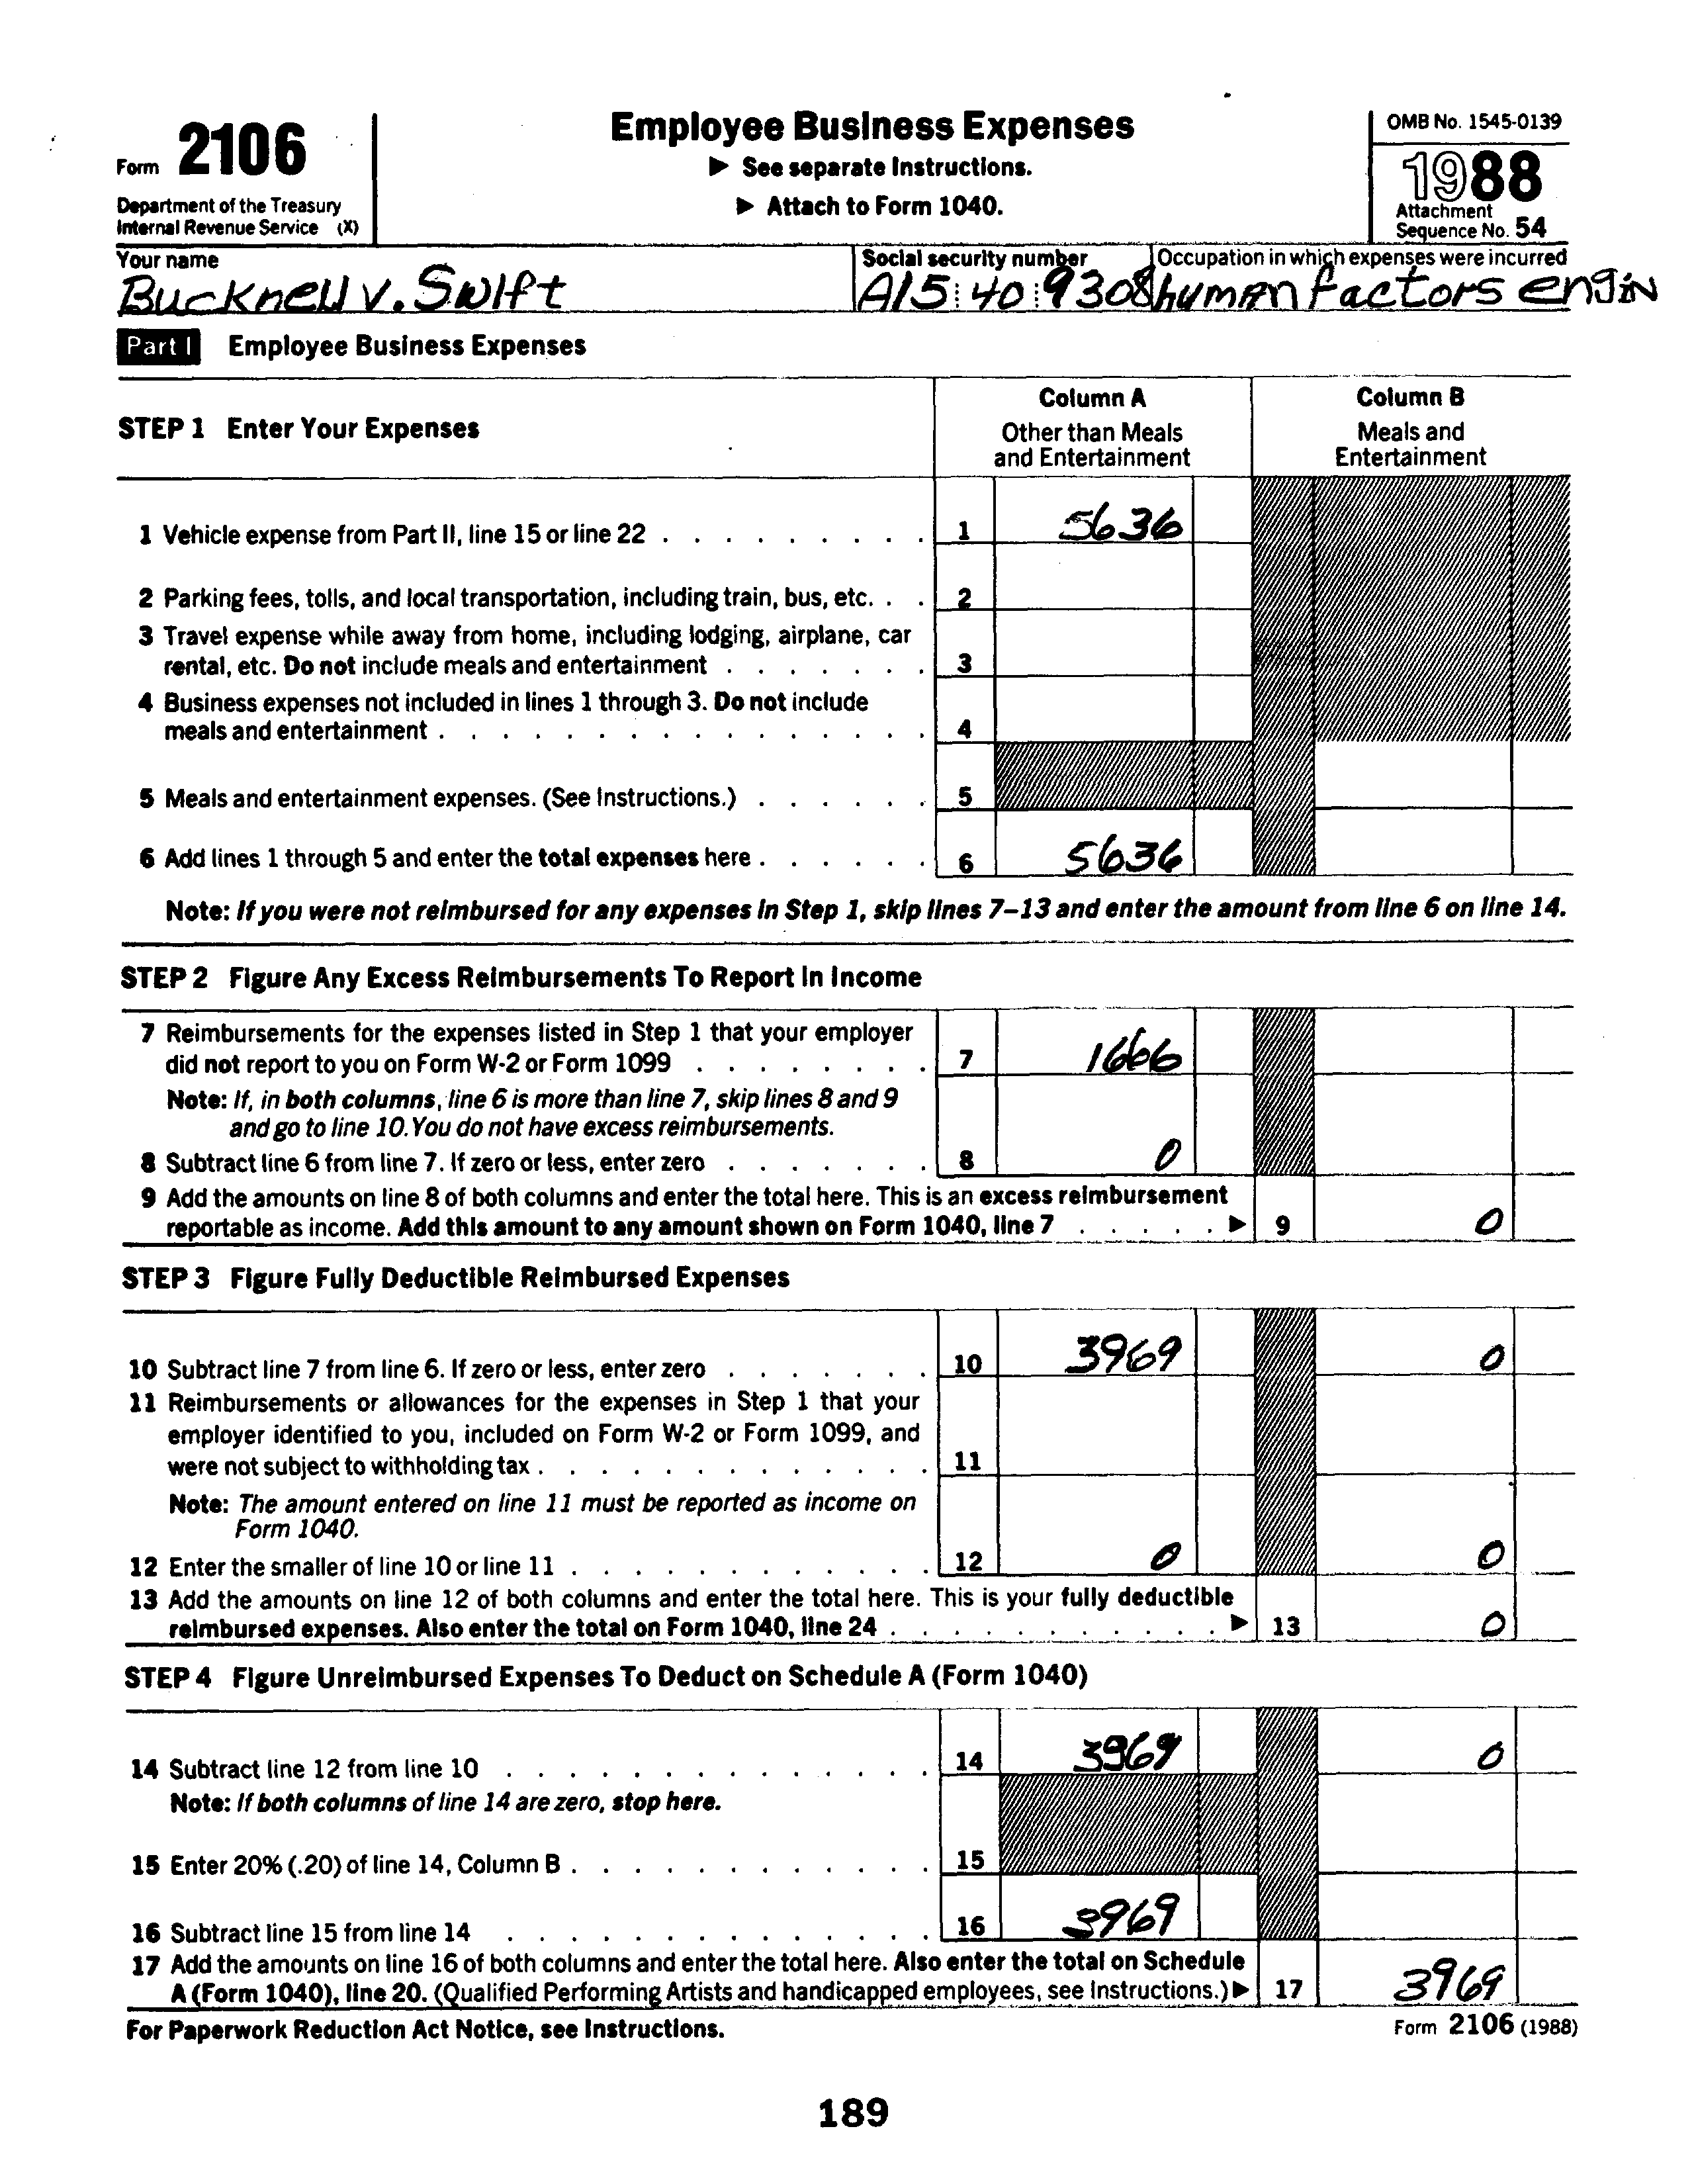 Form 2106
Department of the Treasury
Internal Revenue Service (X)
Employee Business Expenses
▶ See separate Instructions.
▶ Attach to Form 1040.
OMB No. 1545-0139
1988
Attachment
Sequence No. 54
Your name
Bucknell V. Swift
Social security number
A15 40 9308
Occupation in which expenses were incurred
human factors engin
Part I Employee Business Expenses
STEP 1 Enter Your Expenses
Column A
Other than Meals
and Entertainment
Column B
Meals and
Entertainment
1 Vehicle expense from Part II, line 15 or line 22 . . . . . . . . . 1 5636
2 Parking fees, tolls, and local transportation, including train, bus, etc. . . 2
3 Travel expense while away from home, including lodging, airplane, car
rental, etc. Do not include meals and entertainment . . . . . . . 3
4 Business expenses not included in lines 1 through 3. Do not include
meals and entertainment . . . . . . . . . . . . . . . . 4
5 Meals and entertainment expenses. (See Instructions.) . . . . . . 5
6 Add lines 1 through 5 and enter the total expenses here . . . . . . 6 5636
Note: If you were not reimbursed for any expenses in Step 1, skip lines 7–13 and enter the amount from line 6 on line 14.
STEP 2 Figure Any Excess Reimbursements To Report In Income
7 Reimbursements for the expenses listed in Step 1 that your employer
did not report to you on Form W-2 or Form 1099 . . . . . . . . 7 1666
Note: If, in both columns, line 6 is more than line 7, skip lines 8 and 9
and go to line 10. You do not have excess reimbursements.
8 Subtract line 6 from line 7. If zero or less, enter zero . . . . . . . 8 0
9 Add the amounts on line 8 of both columns and enter the total here. This is an excess reimbursement
reportable as income. Add this amount to any amount shown on Form 1040, line 7 . . . . . ▶ 9 0
STEP 3 Figure Fully Deductible Reimbursed Expenses
10 Subtract line 7 from line 6. If zero or less, enter zero . . . . . . . 10 3969 0
11 Reimbursements or allowances for the expenses in Step 1 that your
employer identified to you, included on Form W-2 or Form 1099, and
were not subject to withholding tax . . . . . . . . . . . . . 11
Note: The amount entered on line 11 must be reported as income on
Form 1040.
12 Enter the smaller of line 10 or line 11 . . . . . . . . . . . . 12 0 0
13 Add the amounts on line 12 of both columns and enter the total here. This is your fully deductible
reimbursed expenses. Also enter the total on Form 1040, line 24 . . . . . . . . . . . ▶ 13 0
STEP 4 Figure Unreimbursed Expenses To Deduct on Schedule A (Form 1040)
14 Subtract line 12 from line 10 . . . . . . . . . . . . . . 14 3969 0
Note: If both columns of line 14 are zero, stop here.
15 Enter 20% (.20) of line 14, Column B . . . . . . . . . . . . 15
16 Subtract line 15 from line 14 . . . . . . . . . . . . . . 16 3969
17 Add the amounts on line 16 of both columns and enter the total here. Also enter the total on Schedule
A (Form 1040), line 20. (Qualified Performing Artists and handicapped employees, see Instructions.) ▶ 17 3969
For Paperwork Reduction Act Notice, see Instructions.
Form 2106 (1988)
189